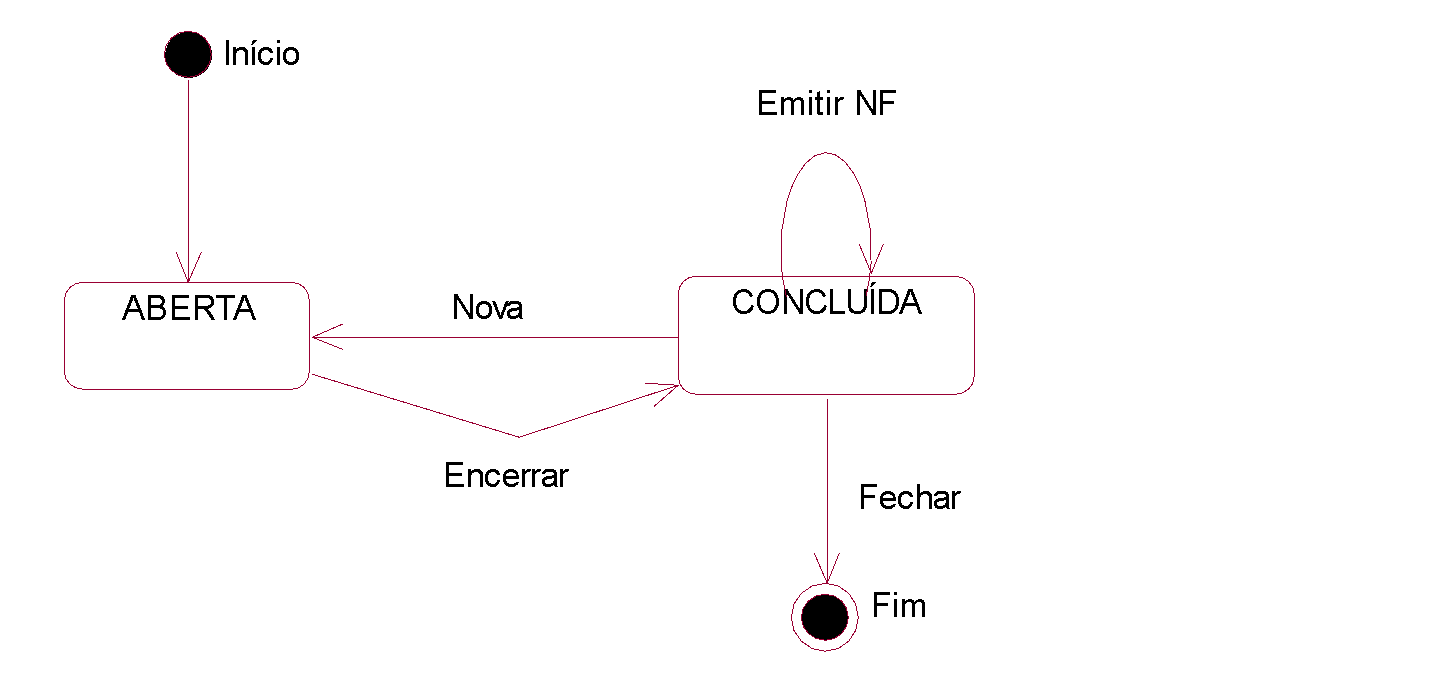 Início
Emitir NF
ABERTA
Nova
CONCLUÍDA
Encerrar
Fechar
Fim